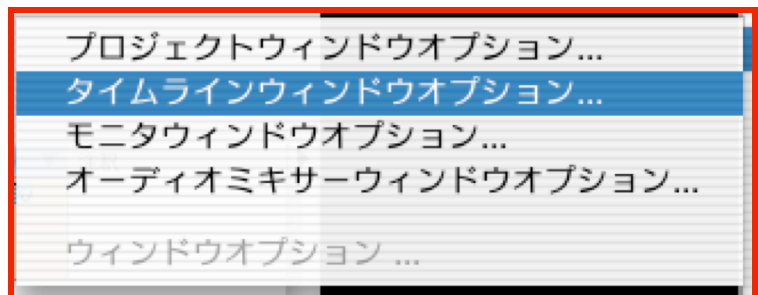 プロジェクトウィンドウオプション...
タイムラインウィンドウオプション...
モニタウィンドウオプション...
オーディオミキサーウィンドウオプション...
ウィンドウオプション ...